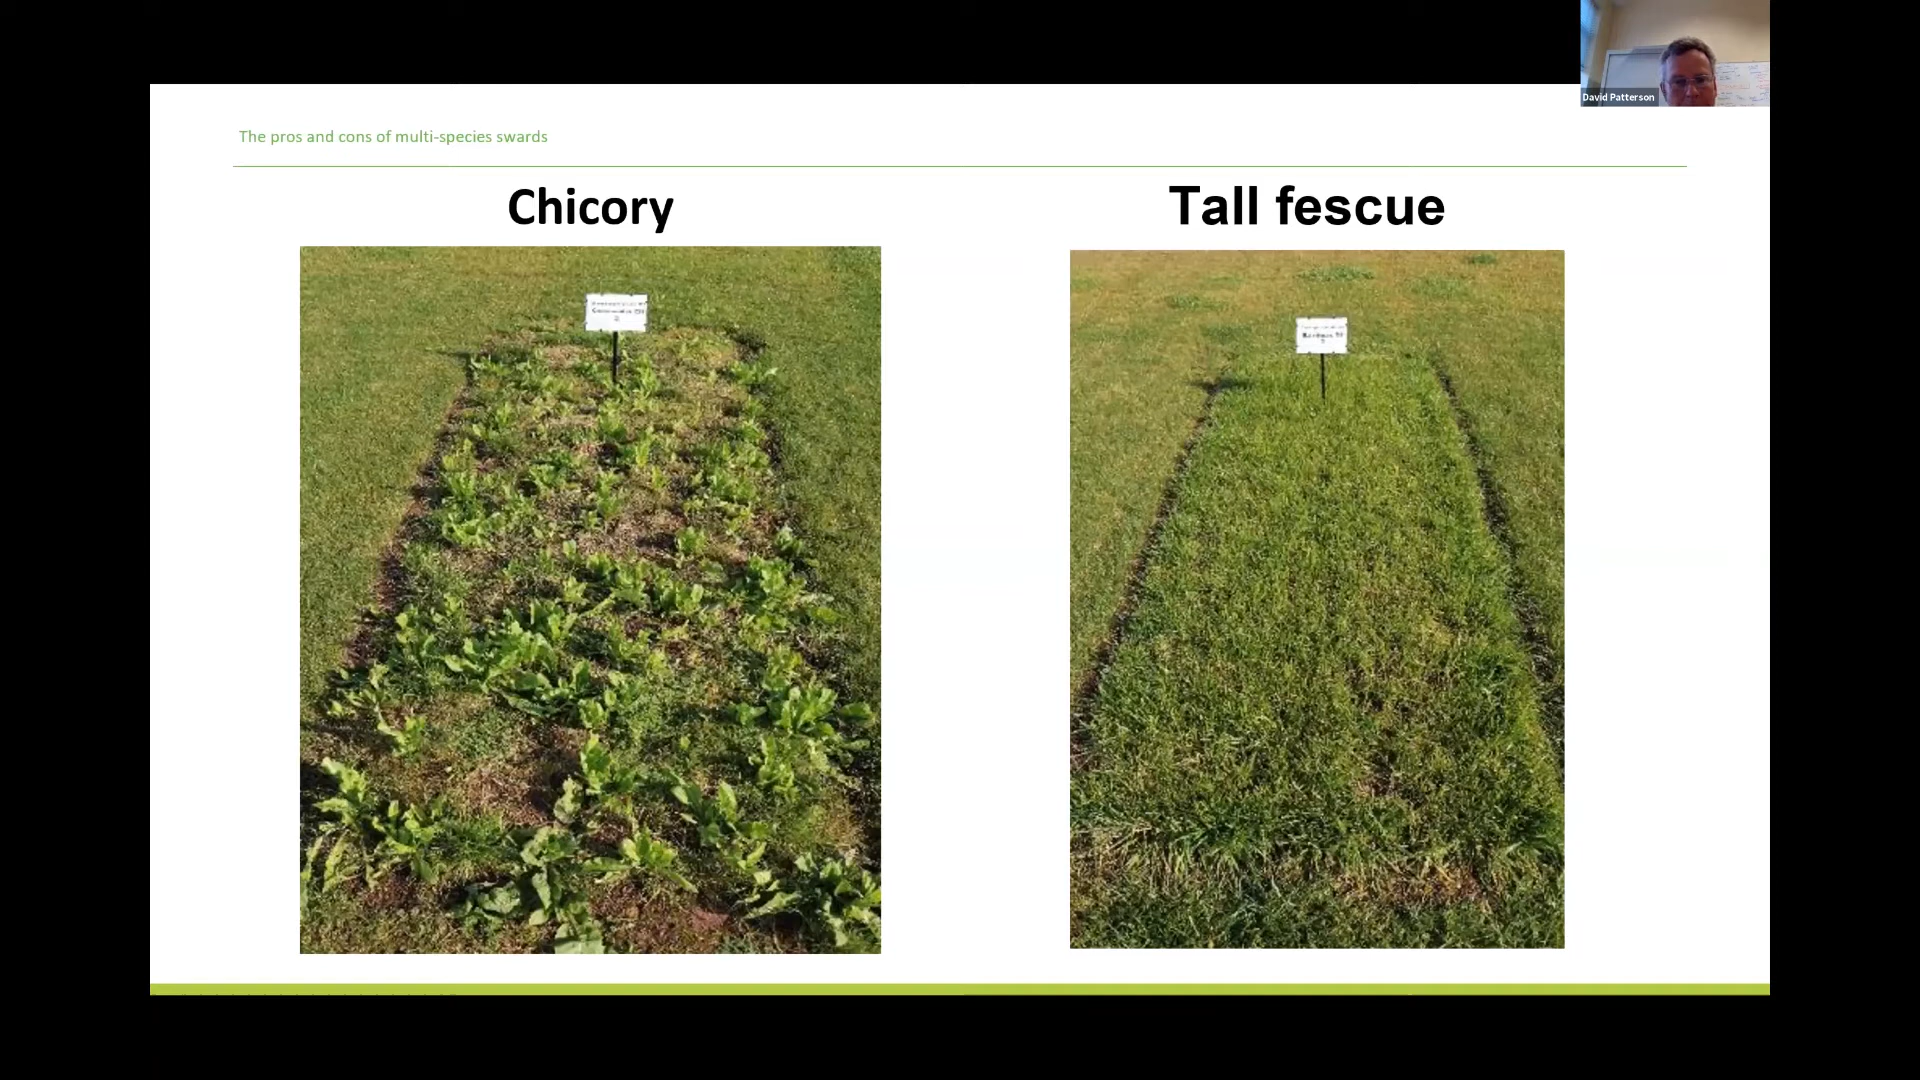 David Patterson
The pros and cons of multi-species swards
Chicory
Tall fescue